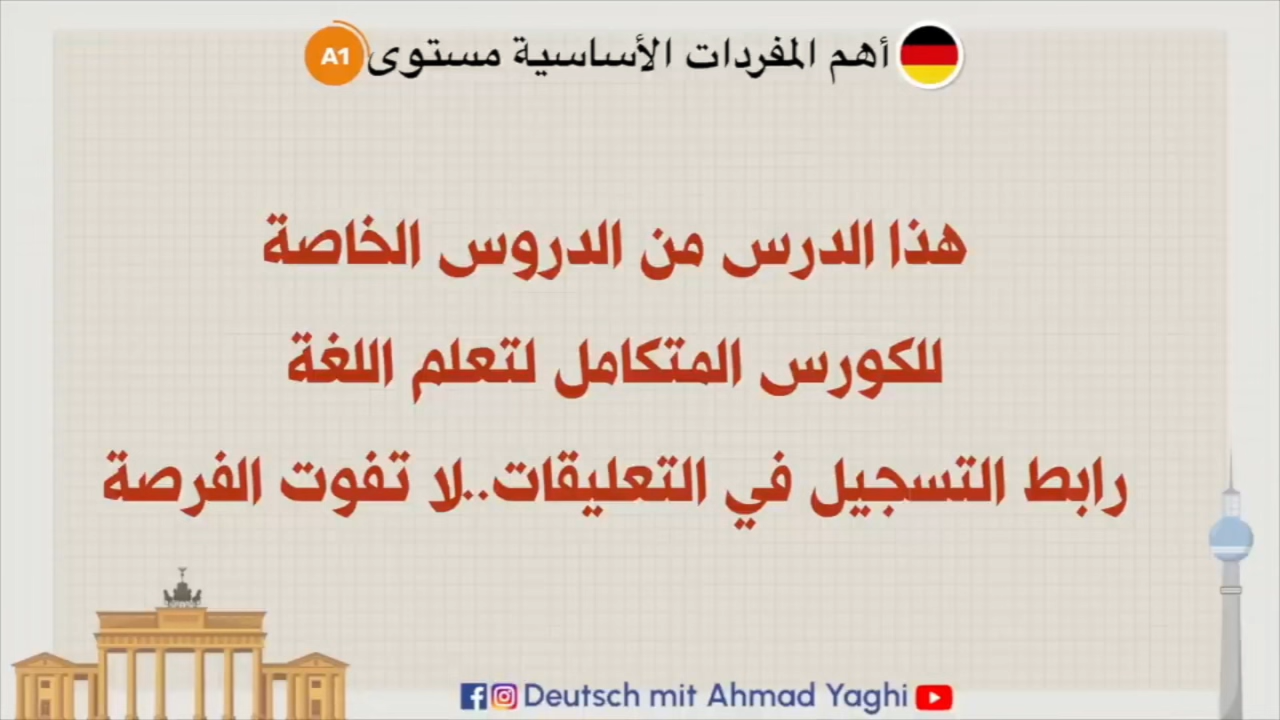 أهم المفردات الأساسية مستوى A1
هذا الدرس من الدروس الخاصة
للكورس المتكامل لتعلم اللغة
رابط التسجيل في التعليقات..لا تفوت الفرصة
Deutsch mit Ahmad Yaghi